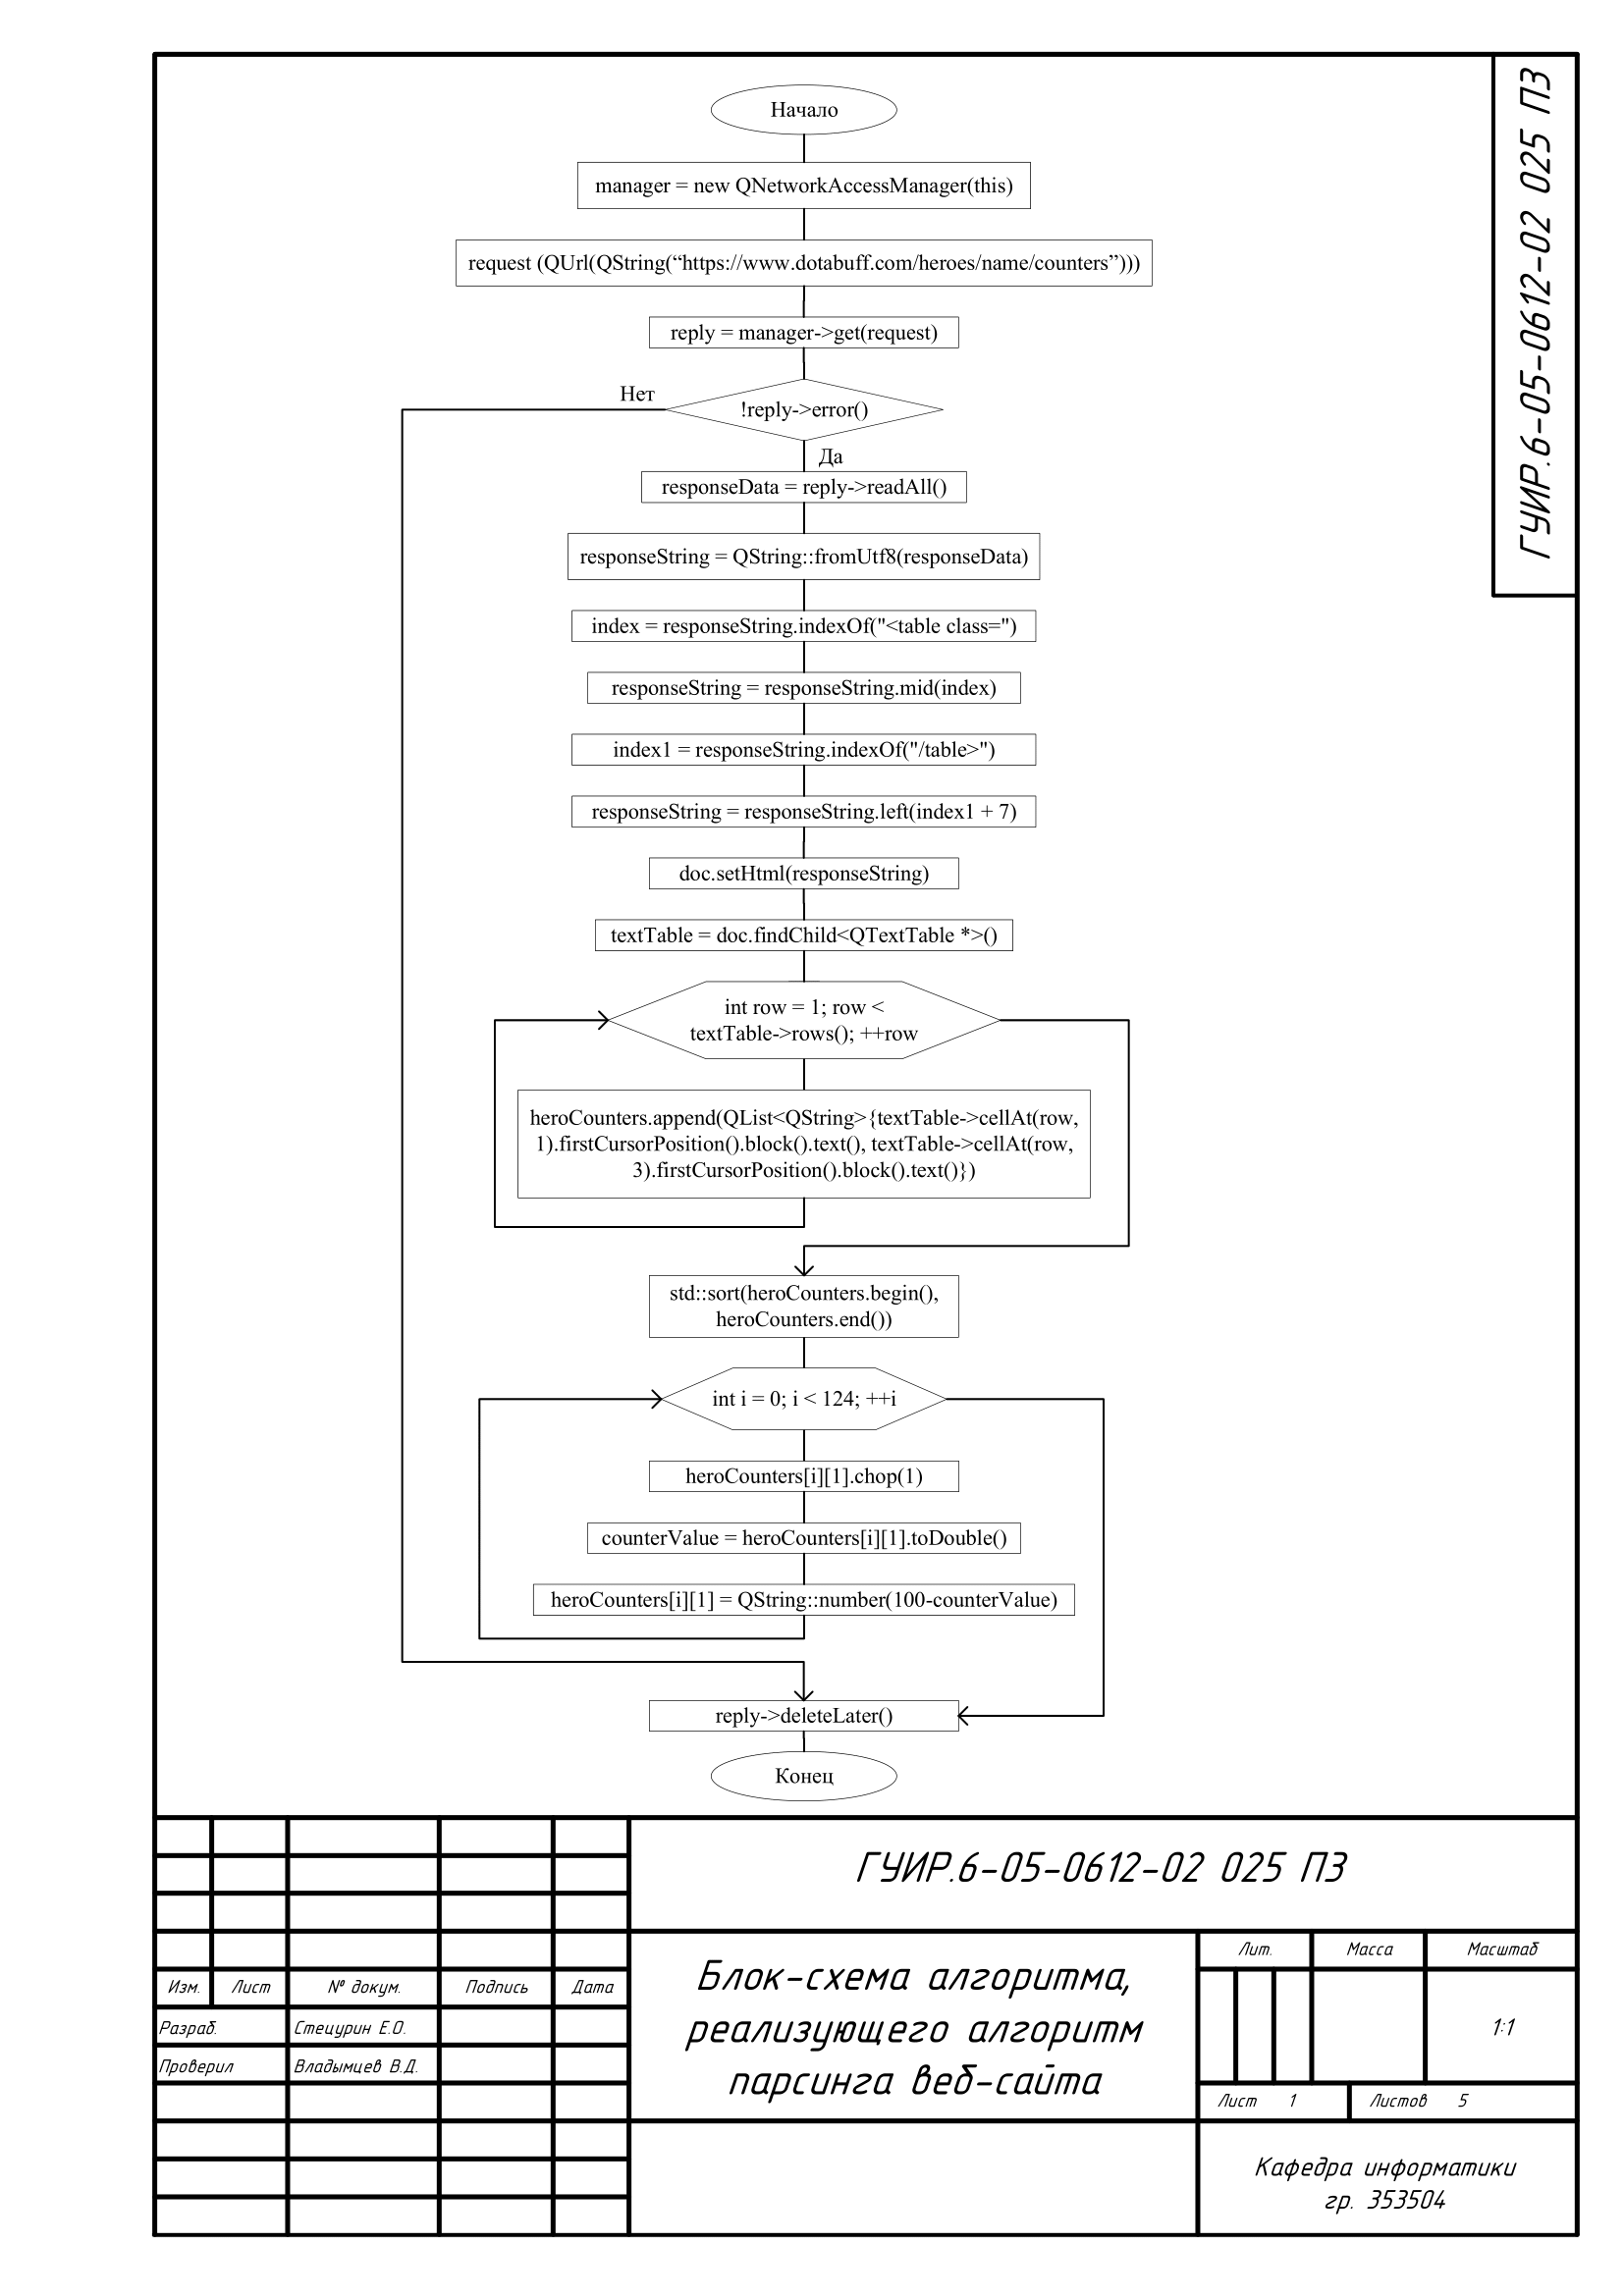 ГУИР.6-05-0612-02 025 ПЗ
Начало
manager = new QNetworkAccessManager(this)
request (QUrl(QString(“https://www.dotabuff.com/heroes/name/counters”)))
reply = manager->get(request)
Нет
!reply->error()
Да
responseData = reply->readAll()
responseString = QString::fromUtf8(responseData)
index = responseString.indexOf("<table class=")
responseString = responseString.mid(index)
index1 = responseString.indexOf("/table>")
responseString = responseString.left(index1 + 7)
doc.setHtml(responseString)
textTable = doc.findChild<QTextTable *>()
int row = 1; row <
textTable->rows(); ++row
heroCounters.append(QList<QString>{textTable->cellAt(row,
1).firstCursorPosition().block().text(), textTable->cellAt(row,
3).firstCursorPosition().block().text()})
std::sort(heroCounters.begin(),
heroCounters.end())
int i = 0; i < 124; ++i
heroCounters[i][1].chop(1)
counterValue = heroCounters[i][1].toDouble()
heroCounters[i][1] = QString::number(100-counterValue)
reply->deleteLater()
Конец
ГУИР.6-05-0612-02 025 ПЗ
Изм. Лист № докум. Подпись Дата
Разраб. Стецурин Е.О.
Проверил Владымцев В.Д.
Блок-схема алгоритма,
реализующего алгоритм
парсинга веб-сайта
Лит. Масса Масштаб
1:1
Лист 1 Листов 5
Кафедра информатики
гр. 353504